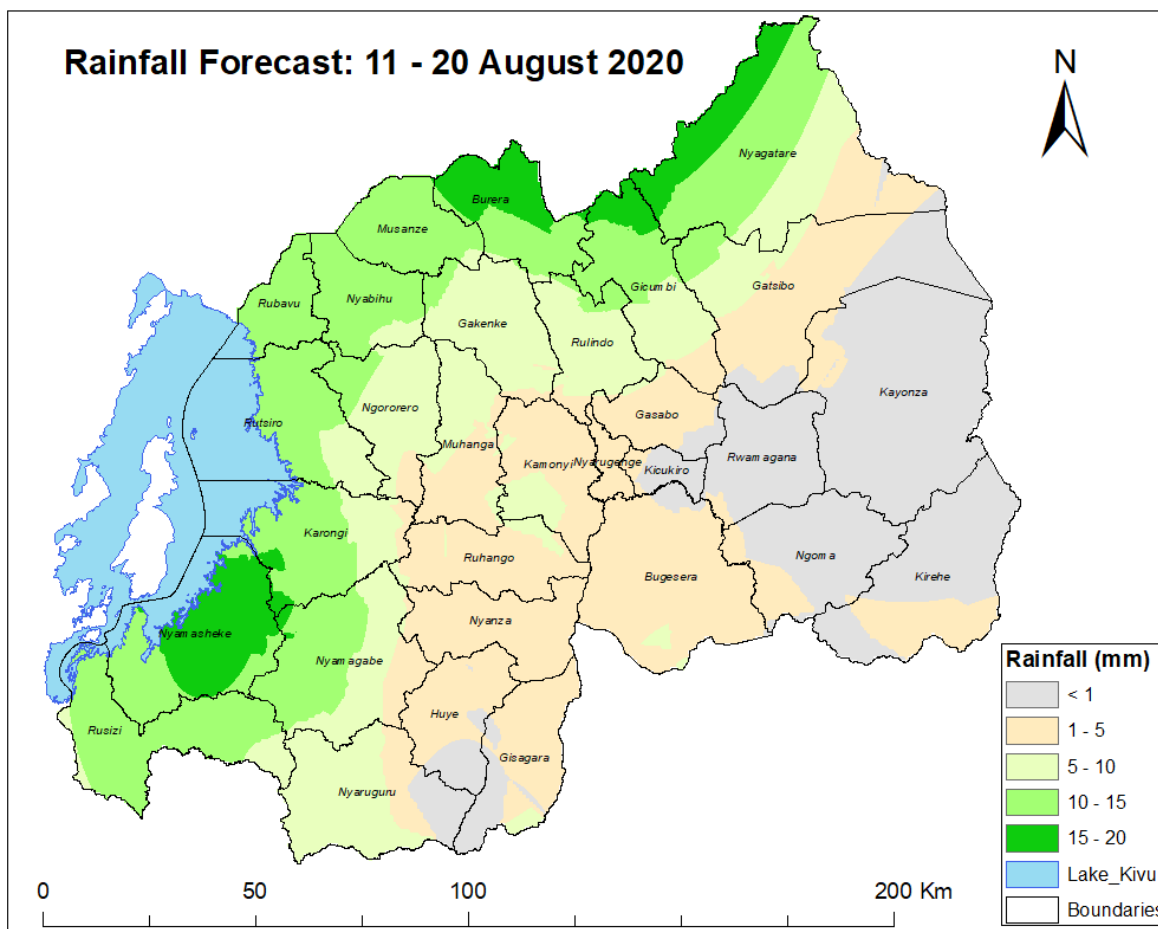 Rainfall Forecast: 11 - 20 August 2020
N
Nyagatare
Burera
Musanze
Gatsibo
Gicumbi
Rubavu
Nyabihu
Gakenke
Rulindo
Kayonza
Ngororero
Gasabo
Rutsiro
Muhanga
Rwamagana
Kamonyi
Nyarugenge
Kicukiro
Karongi
Ruhango
Ngoma
Bugesera
Kirehe
Nyanza
Nyamasheke
Nyamagabe
Huye
Rusizi
Gisagara
Nyaruguru
Rainfall (mm)
< 1
1 - 5
5 - 10
10 - 15
15 - 20
Lake_Kivu
Boundaries
0 50 100 200 Km